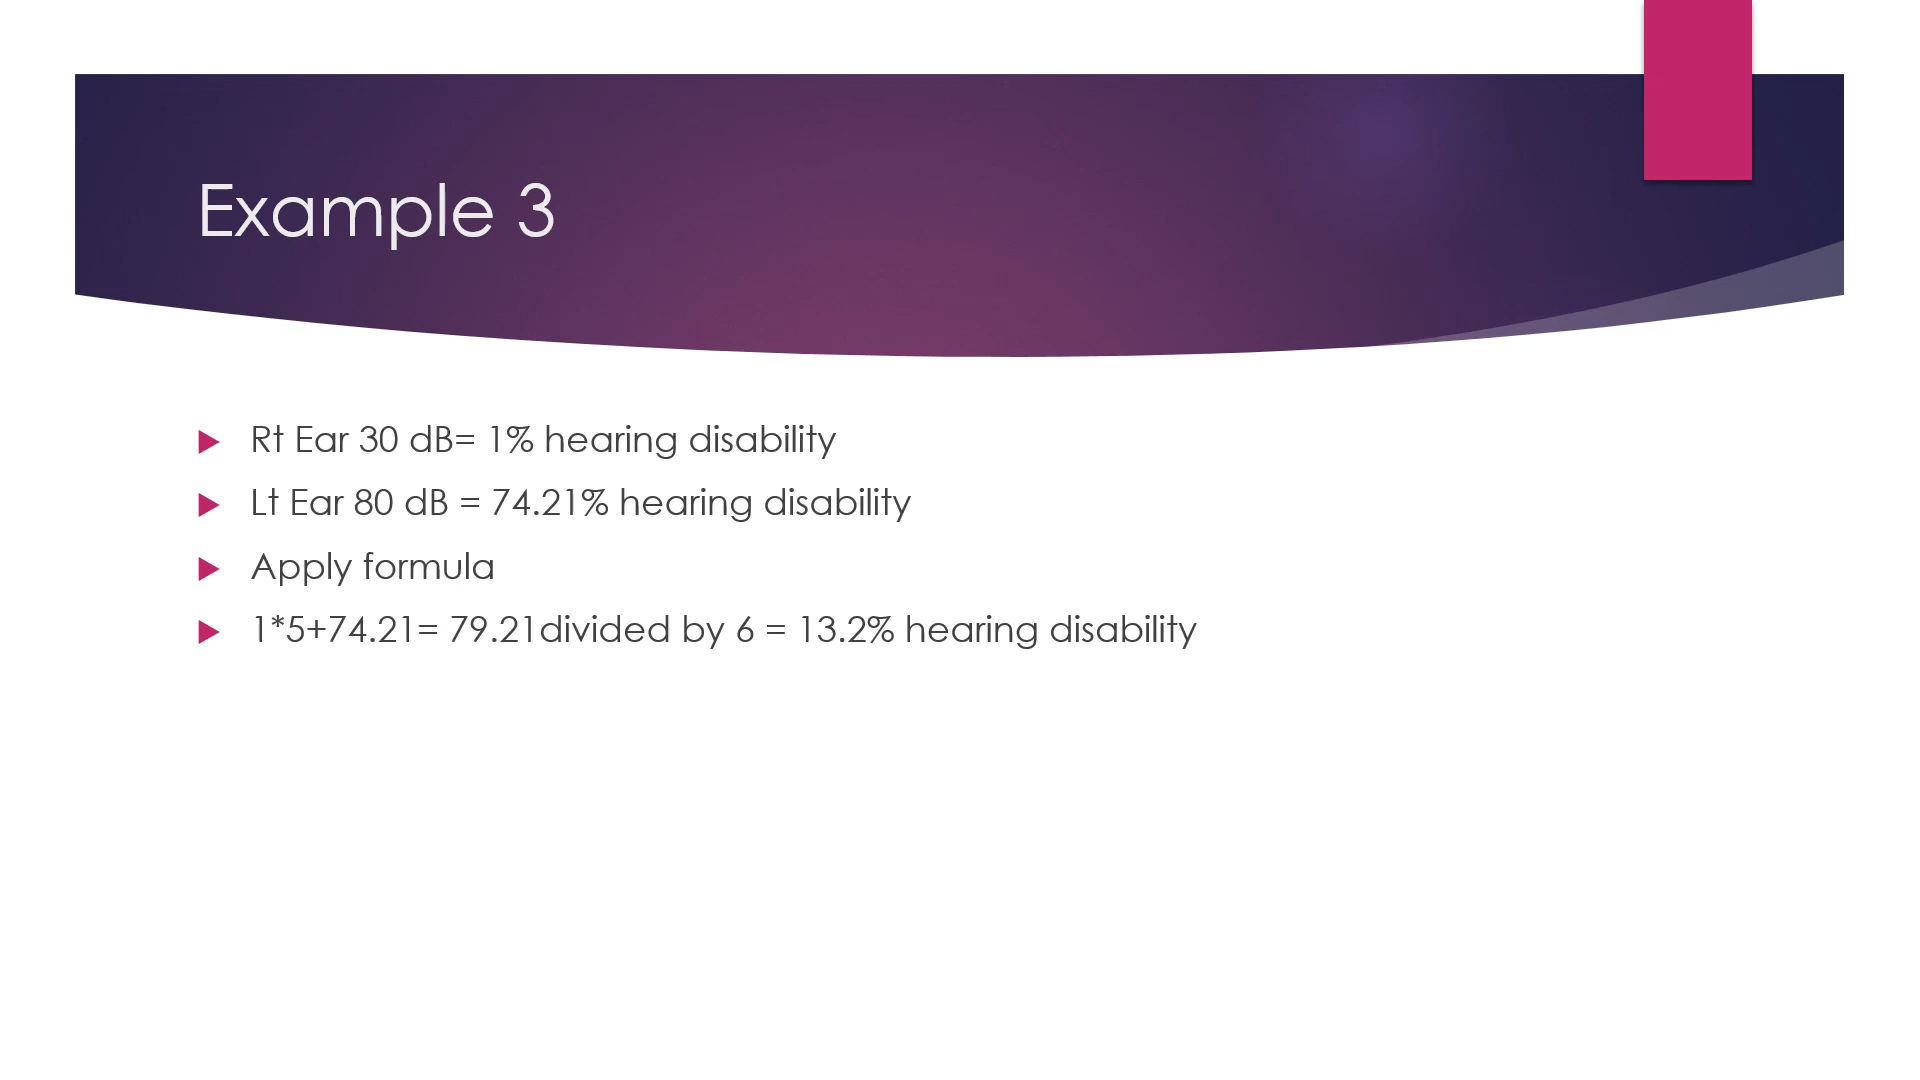 Example 3
Rt Ear 30 dB= 1% hearing disability
Lt Ear 80 dB = 74.21% hearing disability
Apply formula
1*5+74.21= 79.21divided by 6 = 13.2% hearing disability